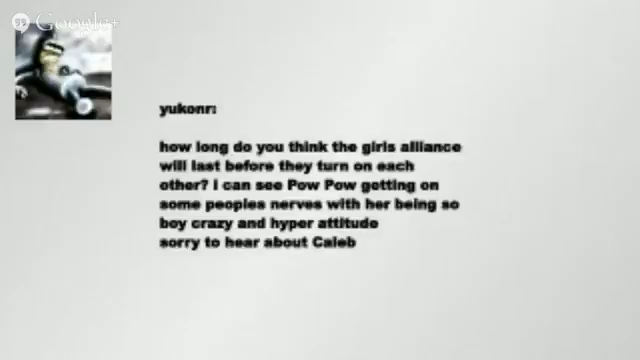 Google+
yukonr:
how long do you think the girls alliance
will last before they turn on each
other? i can see Pow Pow getting on
some peoples nerves with her being so
boy crazy and hyper attitude
sorry to hear about Caleb